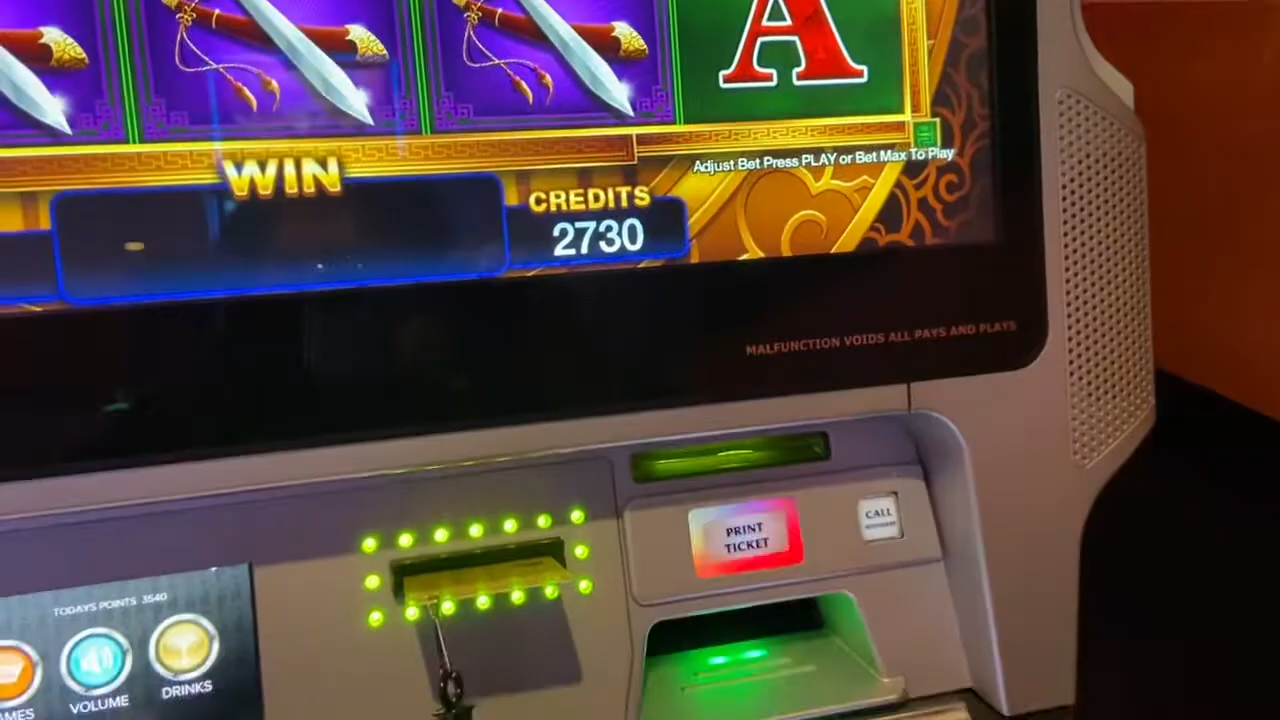 A
WIN
CREDITS
2730
Adjust Bet Press PLAY or Bet Max To Play
MALFUNCTION VOIDS ALL PAYS AND PLAYS
PRINT
TICKET
CALL
TODAYS POINTS 3540
VOLUME
DRINKS